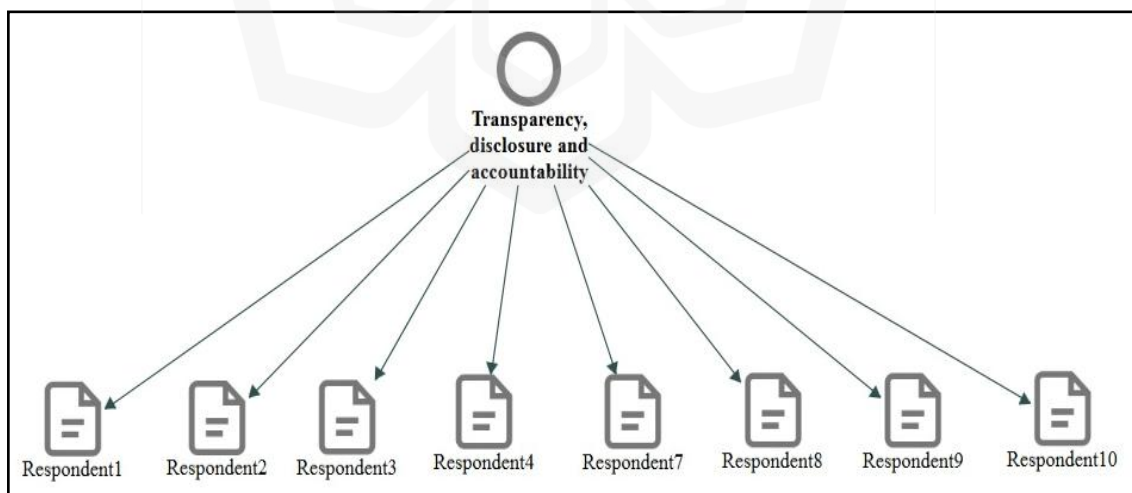 Transparency,
disclosure and
accountability
Respondent1
Respondent2
Respondent3
Respondent4
Respondent7
Respondent8
Respondent9
Respondent10